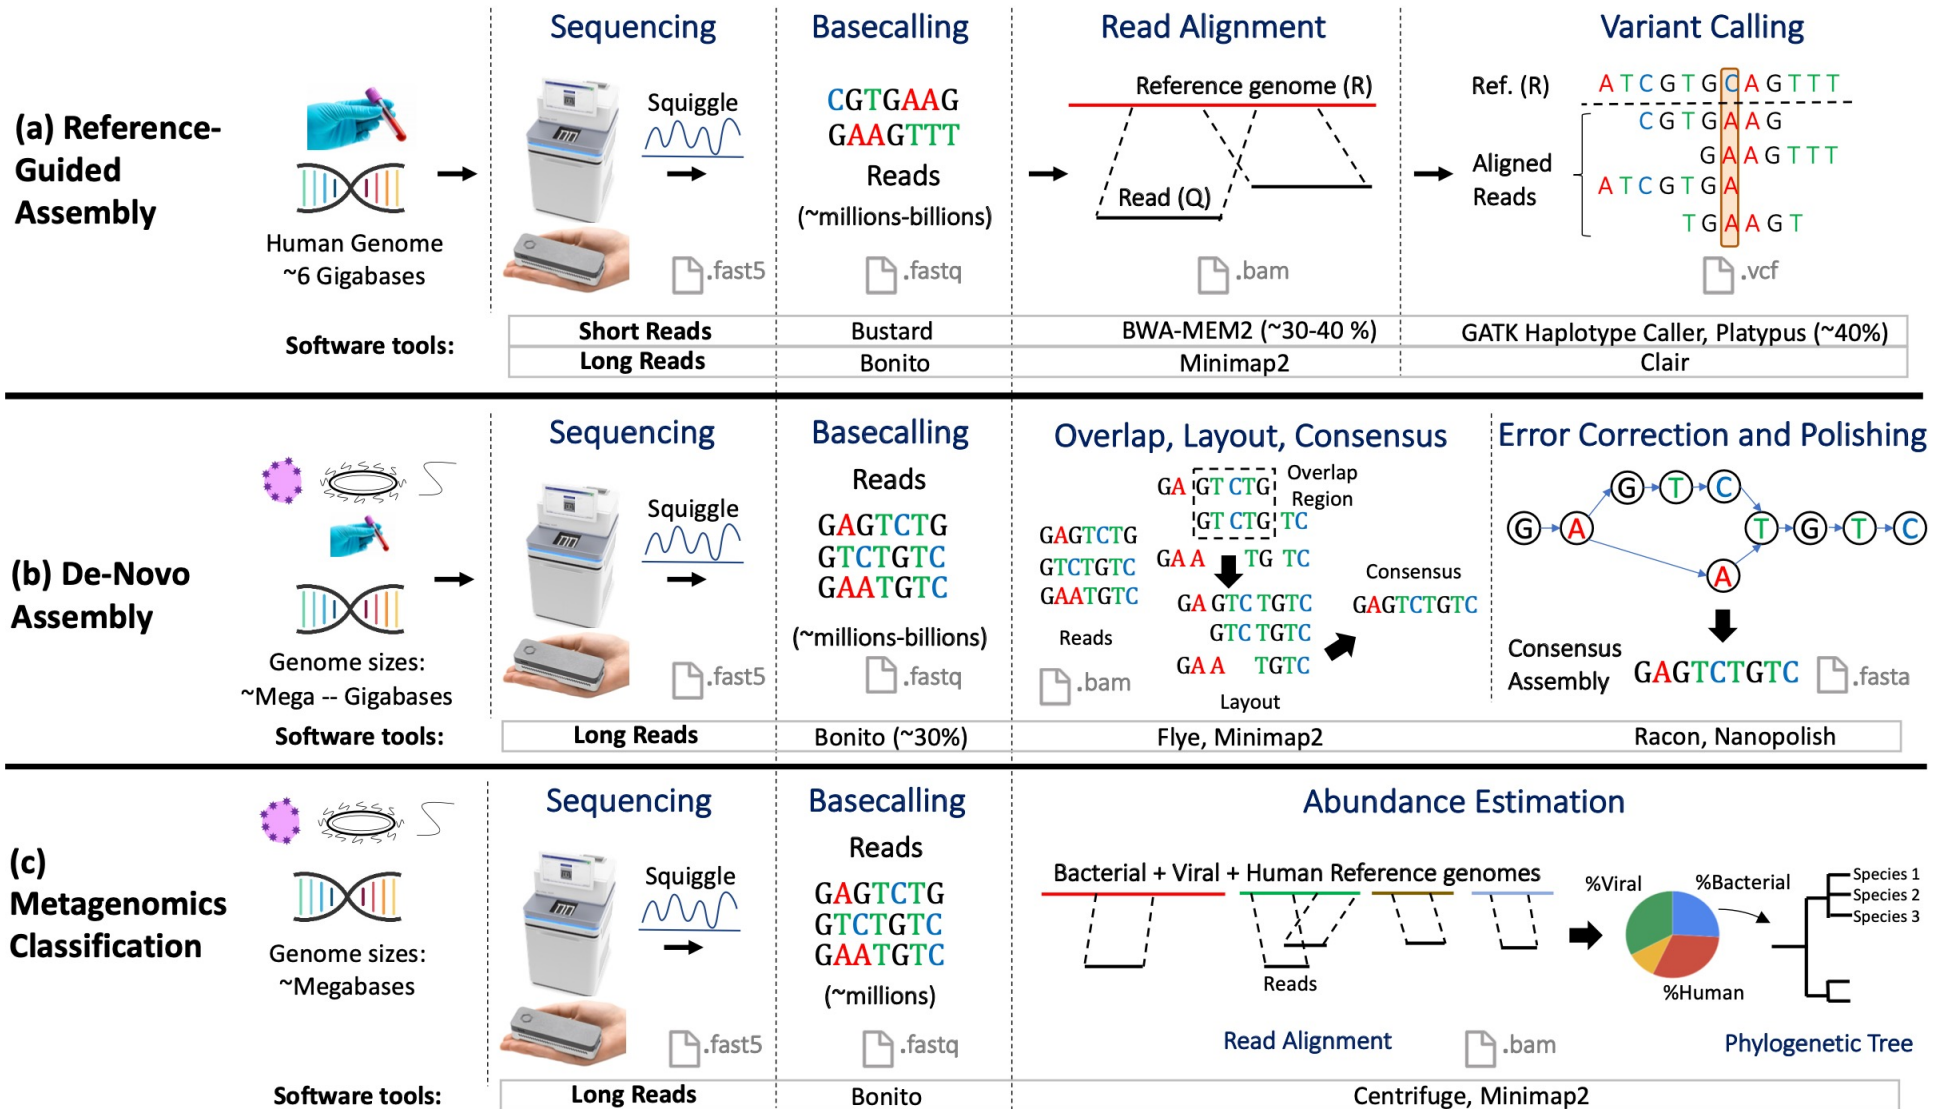 (a) Reference-
Guided
Assembly
Human Genome
~6 Gigabases
Sequencing
Squiggle
.fast5
Basecalling
CGTGAAG
GAAGTTT
Reads
(~millions-billions)
.fastq
Read Alignment
Reference genome (R)
Read (Q)
.bam
Variant Calling
Ref. (R)
ATCGTGCAGTTT
Aligned
Reads
CGTGAAG
GAAGTTT
ATCGTGA
TGAAGT
.vcf
Software tools:
Short Reads Bustard BWA-MEM2 (~30-40 %) GATK Haplotype Caller, Platypus (~40%)
Long Reads Bonito Minimap2 Clair
(b) De-Novo
Assembly
Genome sizes:
~Mega -- Gigabases
Sequencing
Squiggle
.fast5
Basecalling
Reads
GAGTCTG
GTCTGTC
GAATGTC
(~millions-billions)
.fastq
Overlap, Layout, Consensus
GAGTCTG
GTCTGTC
GAATGTC
Reads
.bam
GA GT CTG
GT CTG TC
GA A TG TC
Overlap
Region
GA GTC TGTC
GTC TGTC
GA A TGTC
Layout
Consensus
GAGTCTGTC
Error Correction and Polishing
G A G T C T G T C
A
Consensus
Assembly
GAGTCTGTC
.fasta
Software tools:
Long Reads Bonito (~30%) Flye, Minimap2 Racon, Nanopolish
(c)
Metagenomics
Classification
Genome sizes:
~Megabases
Sequencing
Squiggle
.fast5
Basecalling
Reads
GAGTCTG
GTCTGTC
GAATGTC
(~millions)
.fastq
Abundance Estimation
Bacterial + Viral + Human Reference genomes
Reads
Read Alignment
.bam
%Viral
%Bacterial
%Human
Species 1
Species 2
Species 3
Phylogenetic Tree
Software tools:
Long Reads Bonito Centrifuge, Minimap2